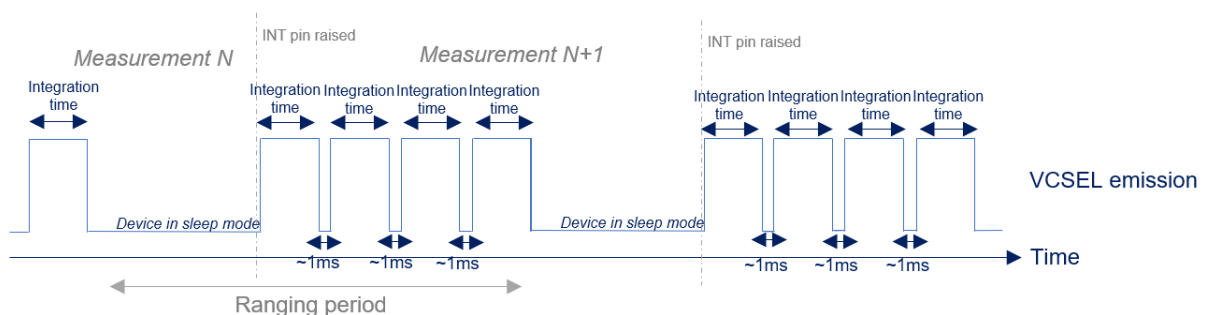 INT pin raised
INT pin raised
Measurement N
Measurement N+1
Integration
time
Integration
time
Integration
time
Integration
time
Integration
time
Integration
time
Integration
time
Integration
time
Integration
time
VCSEL emission
Device in sleep mode
Device in sleep mode
~1ms
~1ms
~1ms
~1ms
~1ms
~1ms
Time
Ranging period